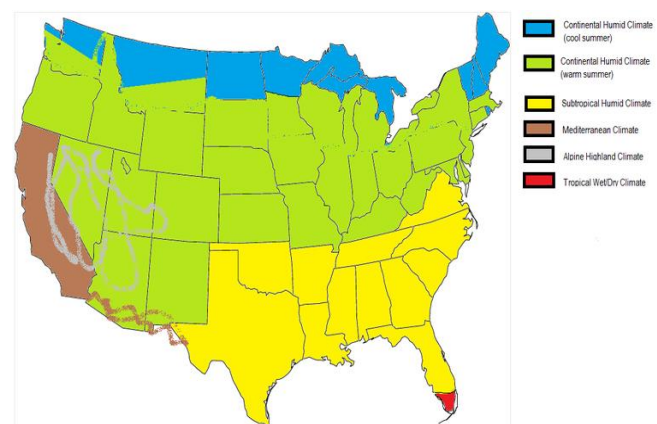 Continental Humid Climate
(cool summer)
Continental Humid Climate
(warm summer)
Subtropical Humid Climate
Mediterranean Climate
Alpine Highland Climate
Tropical Wet/Dry Climate